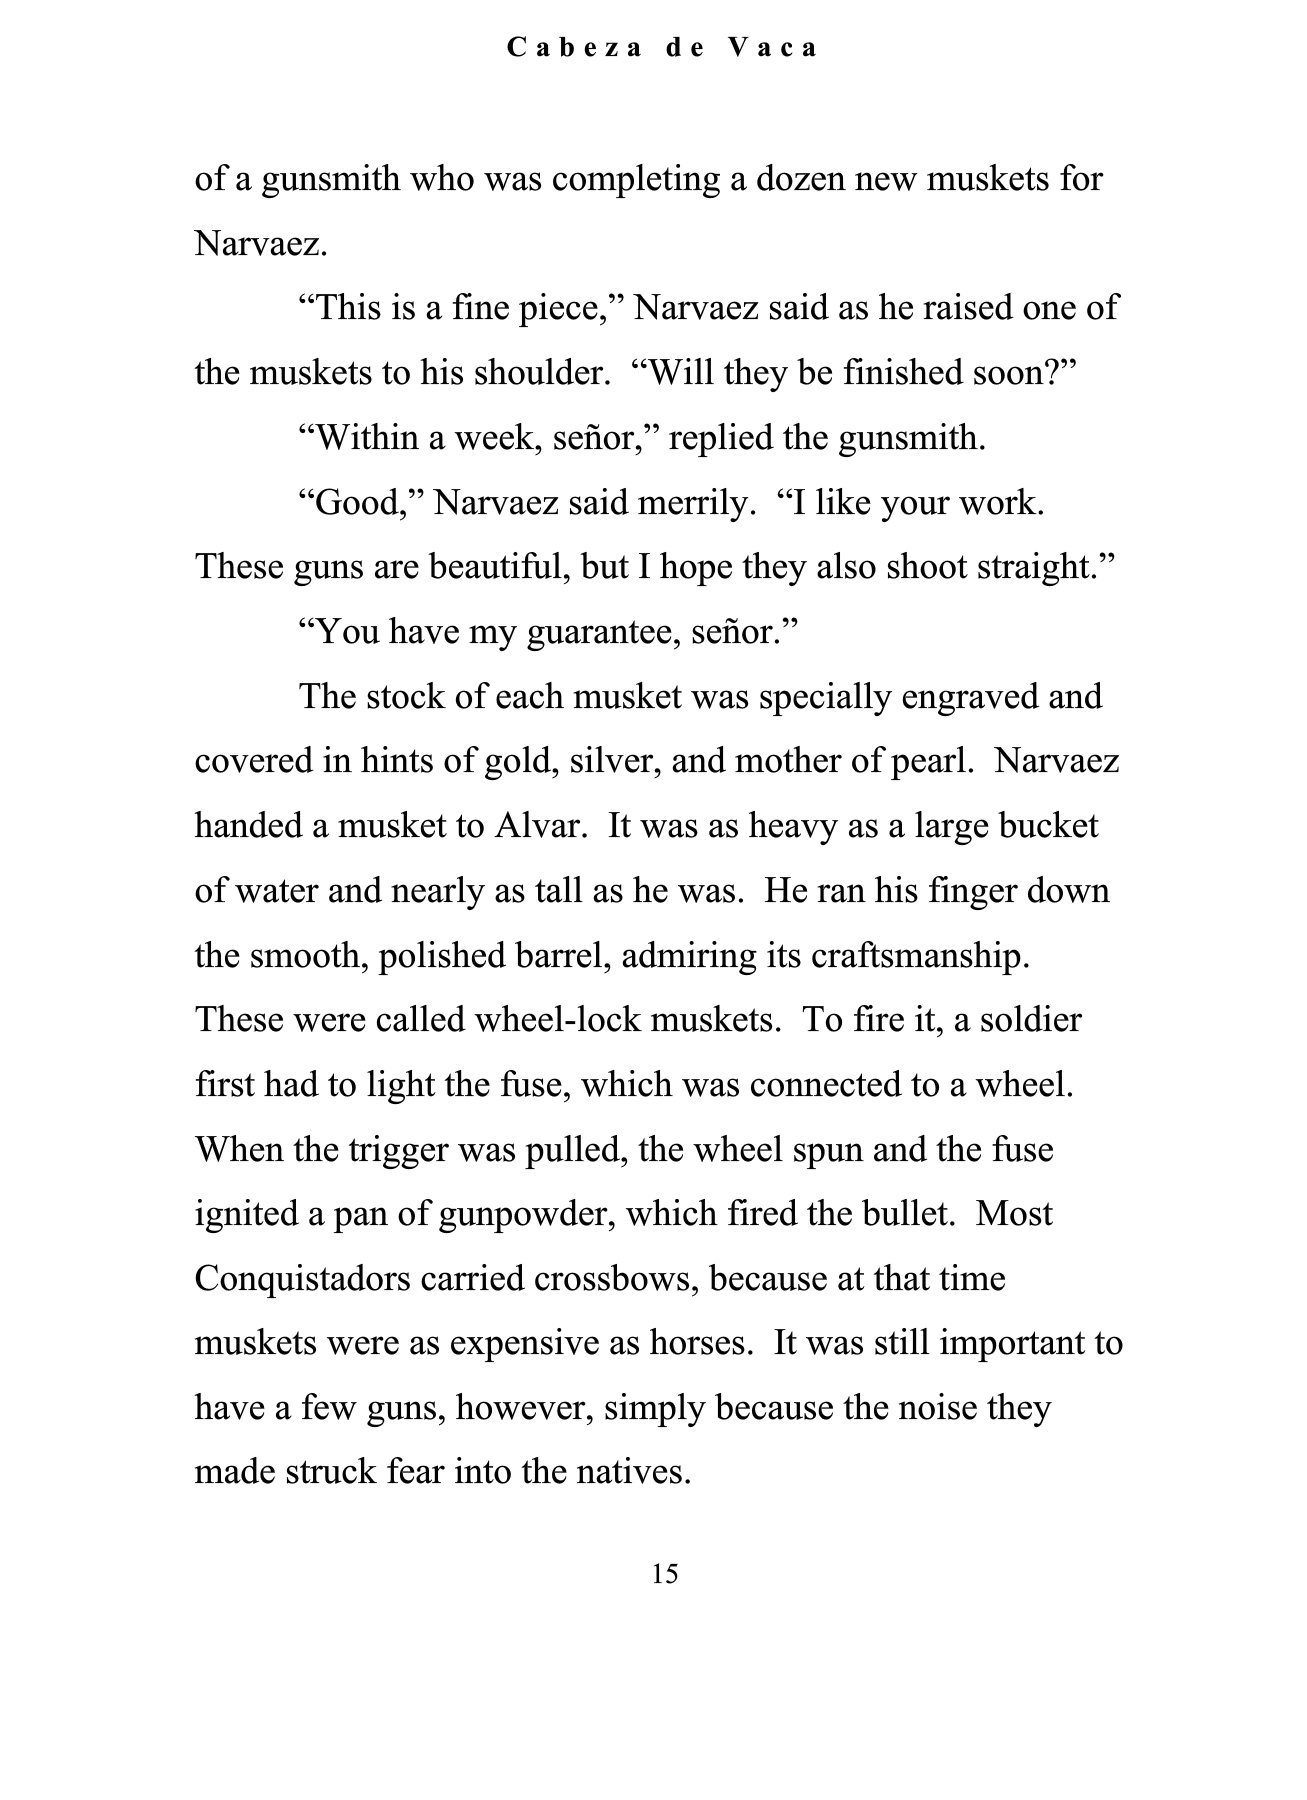 Cabeza de Vaca
of a gunsmith who was completing a dozen new muskets for
Narvaez.
“This is a fine piece,” Narvaez said as he raised one of
the muskets to his shoulder.  “Will they be finished soon?”
“Within a week, señor,” replied the gunsmith.
“Good,” Narvaez said merrily.  “I like your work.
These guns are beautiful, but I hope they also shoot straight.”
“You have my guarantee, señor.”
The stock of each musket was specially engraved and
covered in hints of gold, silver, and mother of pearl.  Narvaez
handed a musket to Alvar.  It was as heavy as a large bucket
of water and nearly as tall as he was.  He ran his finger down
the smooth, polished barrel, admiring its craftsmanship.
These were called wheel-lock muskets.  To fire it, a soldier
first had to light the fuse, which was connected to a wheel.
When the trigger was pulled, the wheel spun and the fuse
ignited a pan of gunpowder, which fired the bullet.  Most
Conquistadors carried crossbows, because at that time
muskets were as expensive as horses.  It was still important to
have a few guns, however, simply because the noise they
made struck fear into the natives.
15